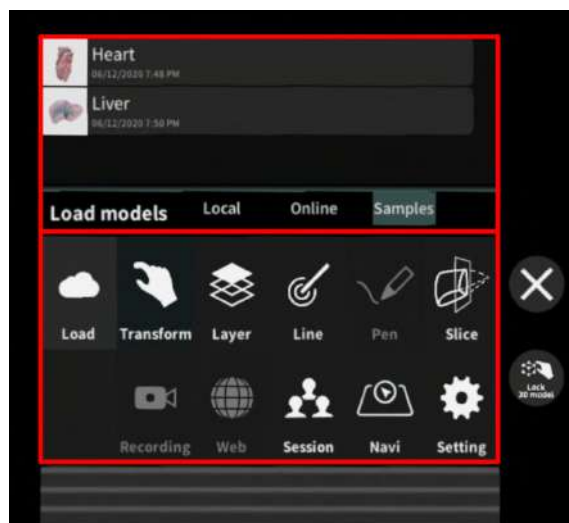 Heart
06/12/2020 7:48 PM
Liver
06/12/2020 7:50 PM
Load models Local Online Samples
Load Transform Layer Line Pen Slice
Lock
3D model
Recording Web Session Navi Setting